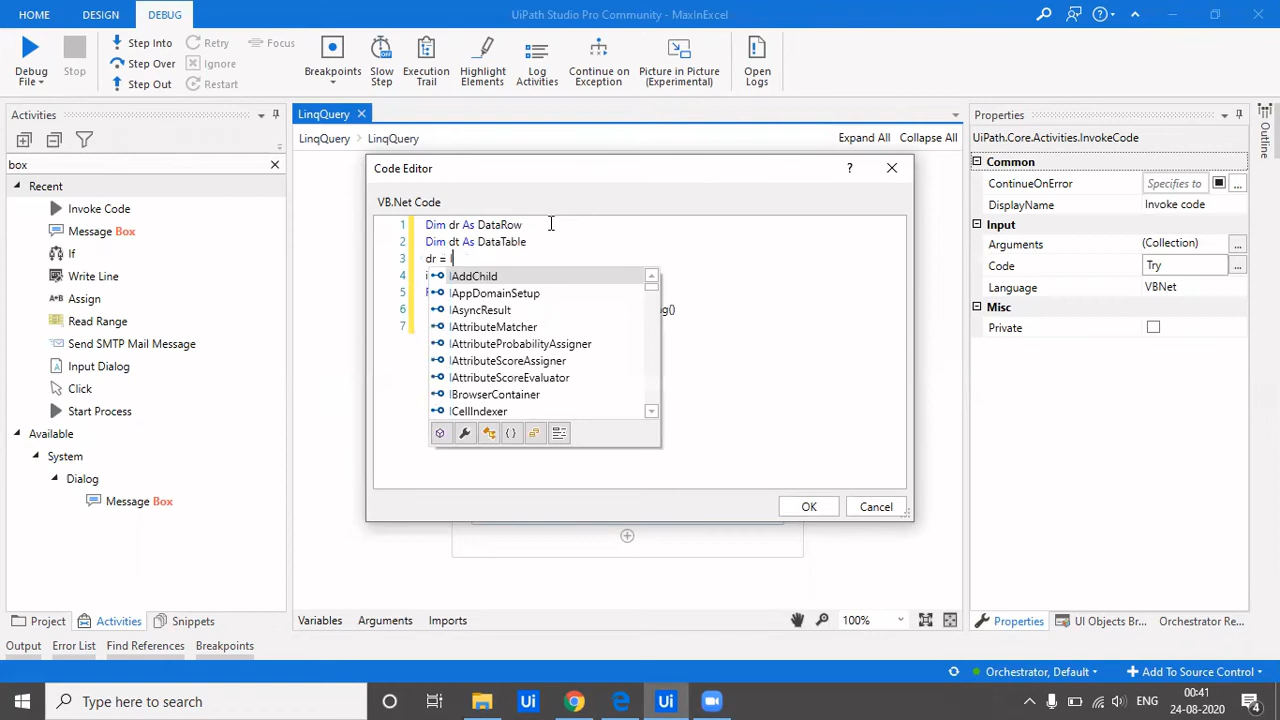 HOME
DESIGN
DEBUG
UiPath Studio Pro Community - MaxInExcel
Debug File
Stop
Step Into
Step Over
Step Out
Retry
Ignore
Restart
Focus
Breakpoints
Slow Step
Execution Trail
Highlight Elements
Log Activities
Continue on Exception
Picture in Picture (Experimental)
Open Logs
Activities
box
Recent
Invoke Code
Message Box
If
Write Line
Assign
Read Range
Send SMTP Mail Message
Input Dialog
Click
Start Process
Available
System
Dialog
Message Box
LinqQuery
LinqQuery > LinqQuery
Expand All
Collapse All
Code Editor
?
VB.Net Code
1 Dim dr As DataRow
2 Dim dt As DataTable
3 dr = I
4
5
6 g()
7
IAddChild
IAppDomainSetup
IAsyncResult
IAttributeMatcher
IAttributeProbabilityAssigner
IAttributeScoreAssigner
IAttributeScoreEvaluator
IBrowserContainer
ICellIndexer
OK
Cancel
Properties
UiPath.Core.Activities.InvokeCode
Common
ContinueOnError Specifies to ...
DisplayName Invoke code
Input
Arguments (Collection) ...
Code Try ...
Language VBNet
Misc
Private
Outline
Variables
Arguments
Imports
100%
Project
Activities
Snippets
Properties
UI Objects Br...
Orchestrator Re...
Output
Error List
Find References
Breakpoints
Orchestrator, Default
Add To Source Control
Type here to search
Ui
Ui
ENG
00:41
24-08-2020
4